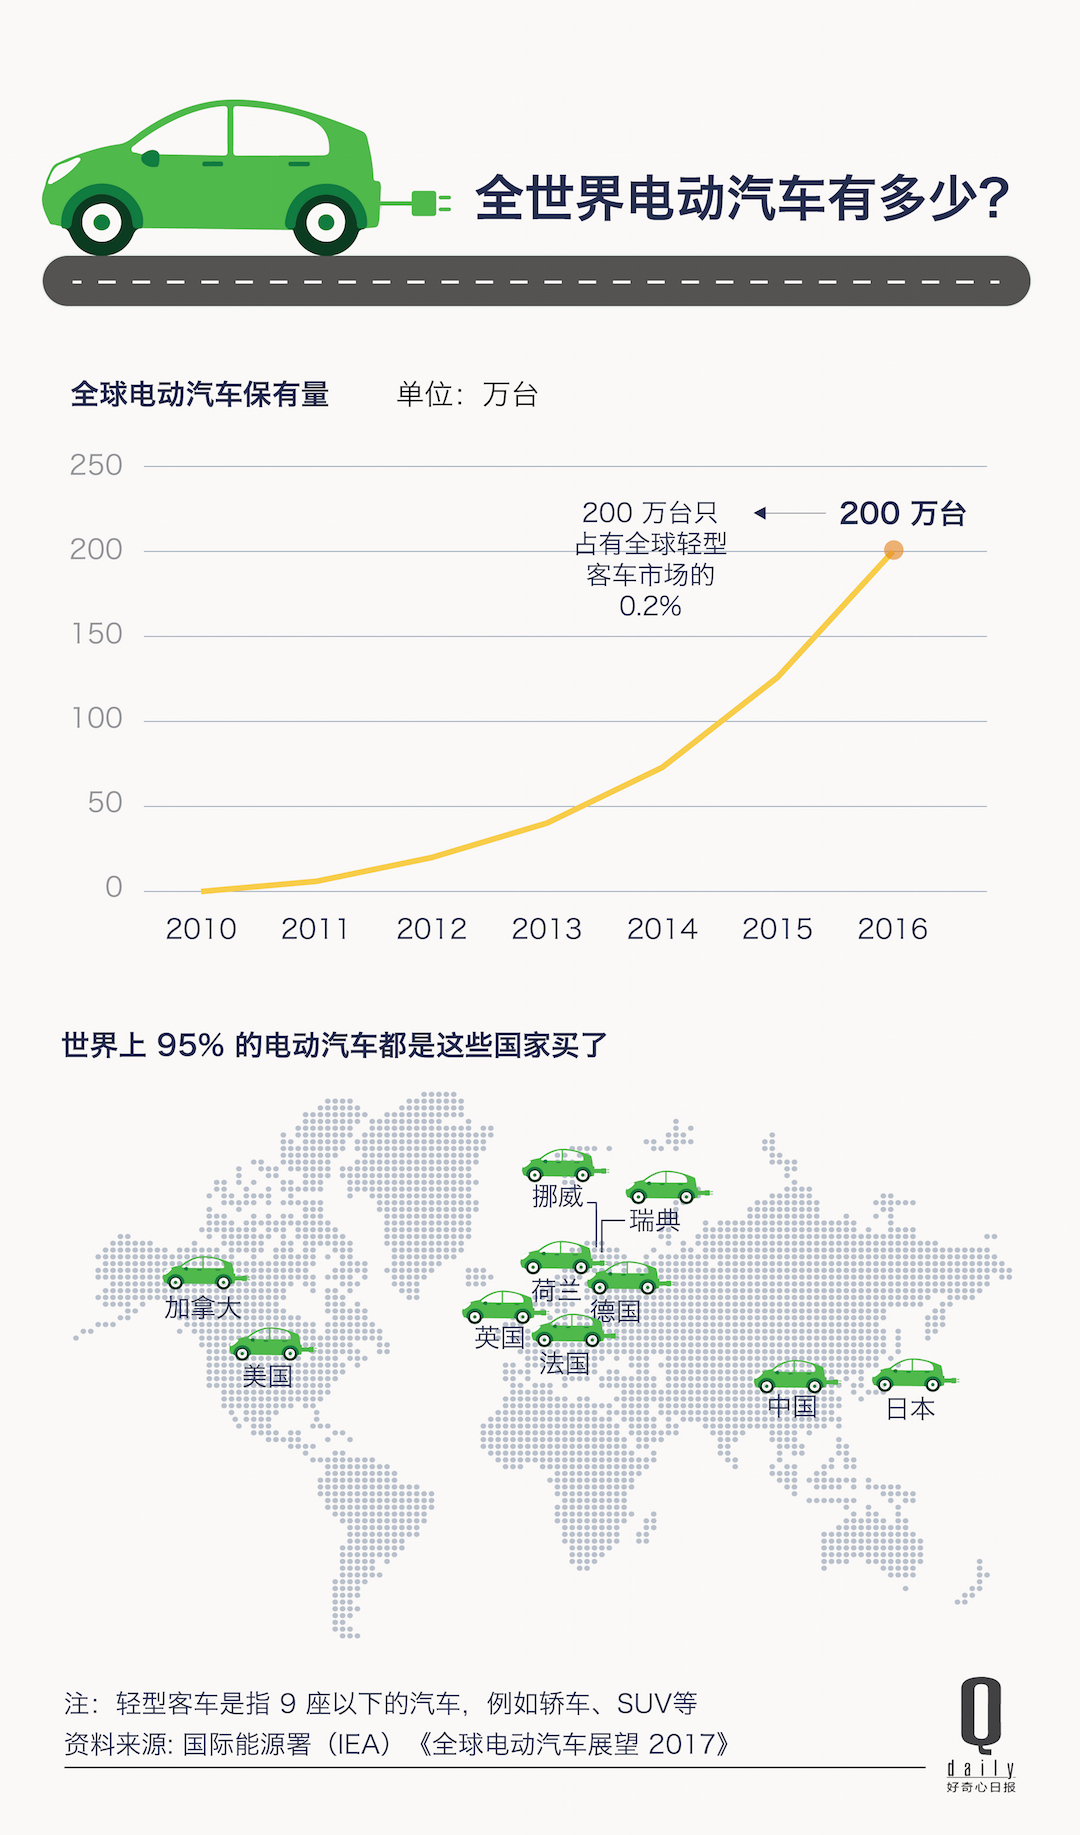 全世界电动汽车有多少?
全球电动汽车保有量 单位：万台
250
200 万台只
占有全球轻型
客车市场的
0.2%
200 万台
200
150
100
50
0
2010 2011 2012 2013 2014 2015 2016
世界上 95% 的电动汽车都是这些国家买了
挪威
瑞典
加拿大
荷兰
德国
英国
法国
美国
中国
日本
注：轻型客车是指 9 座以下的汽车，例如轿车、SUV等
资料来源: 国际能源署（IEA）《全球电动汽车展望 2017》
Q
daily
好奇心日报